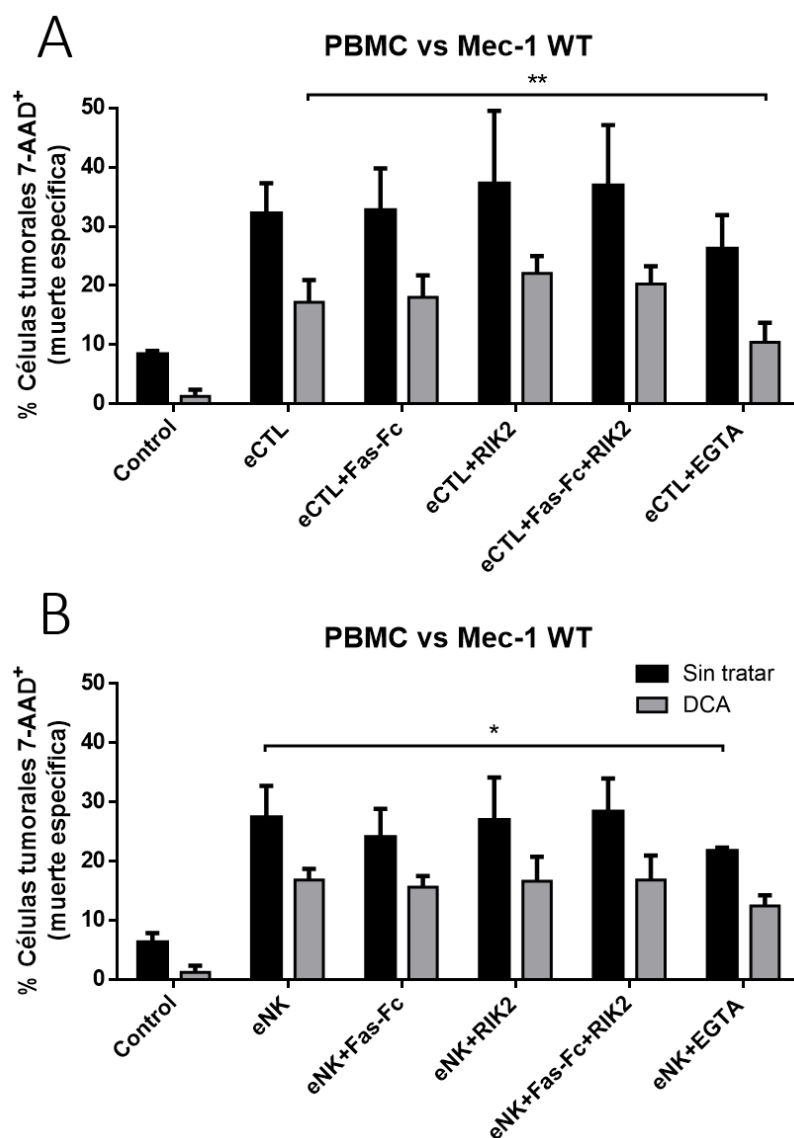 A
PBMC vs Mec-1 WT
**
% Células tumorales 7-AAD⁺
(muerte específica)
50
40
30
20
10
0
Control
eCTL
eCTL+Fas-Fc
eCTL+RIK2
eCTL+Fas-Fc+RIK2
eCTL+EGTA
B
PBMC vs Mec-1 WT
Sin tratar
DCA
*
% Células tumorales 7-AAD⁺
(muerte específica)
50
40
30
20
10
0
Control
eNK
eNK+Fas-Fc
eNK+RIK2
eNK+Fas-Fc+RIK2
eNK+EGTA